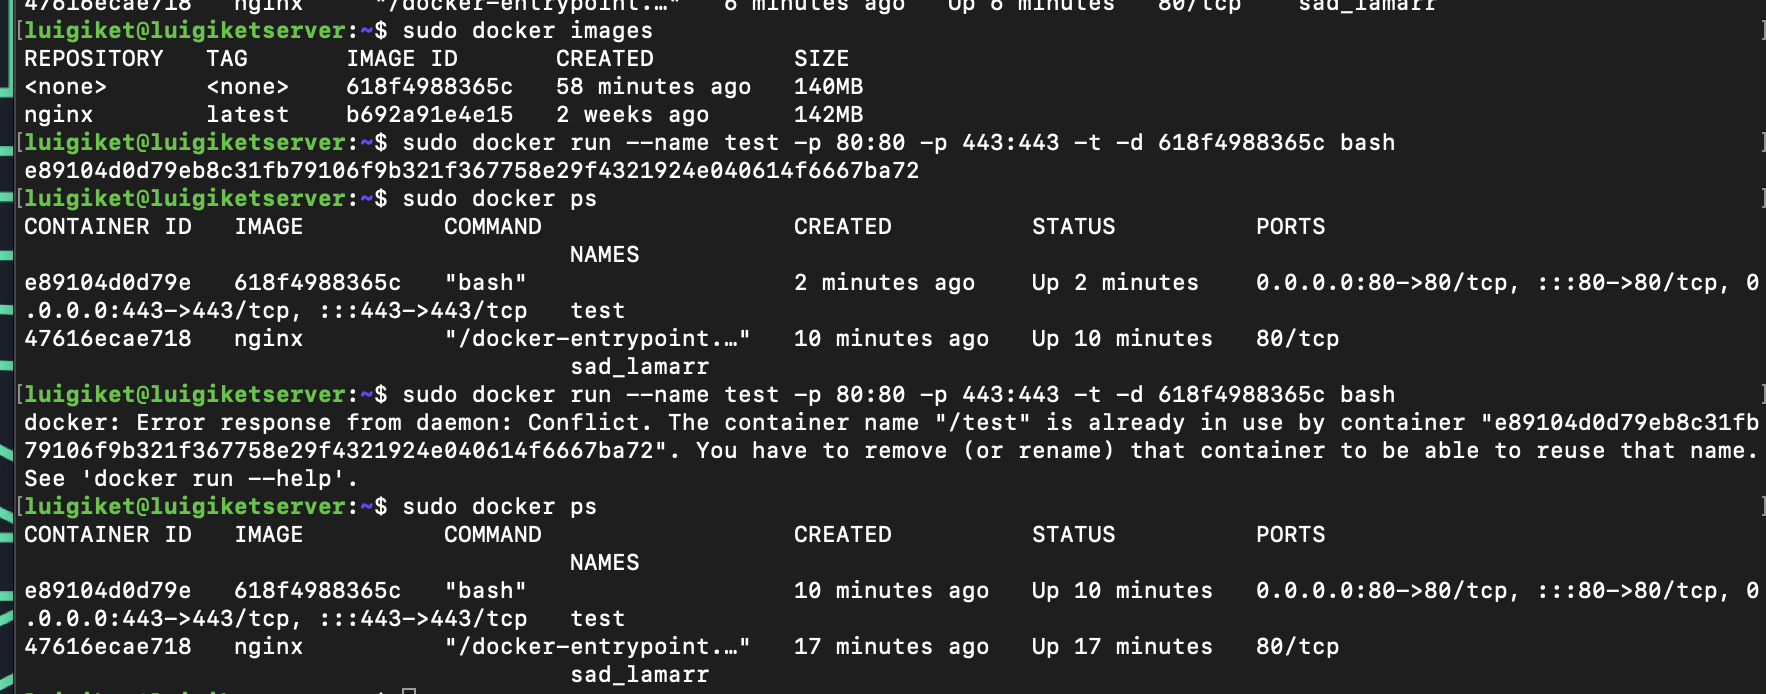 47616ecae718   nginx     "/docker-entrypoint.…"   6 minutes ago   Up 6 minutes   80/tcp    sad_lamarr
[luigiket@luigiketserver:~$ sudo docker images ]
REPOSITORY   TAG       IMAGE ID       CREATED          SIZE
<none>       <none>    618f4988365c   58 minutes ago   140MB
nginx        latest    b692a91e4e15   2 weeks ago      142MB
[luigiket@luigiketserver:~$ sudo docker run --name test -p 80:80 -p 443:443 -t -d 618f4988365c bash ]
e89104d0d79eb8c31fb79106f9b321f367758e29f4321924e040614f6667ba72
[luigiket@luigiketserver:~$ sudo docker ps ]
CONTAINER ID   IMAGE          COMMAND                  CREATED          STATUS          PORTS
NAMES
e89104d0d79e   618f4988365c   "bash"                   2 minutes ago    Up 2 minutes    0.0.0.0:80->80/tcp, :::80->80/tcp, 0
.0.0.0:443->443/tcp, :::443->443/tcp   test
47616ecae718   nginx          "/docker-entrypoint.…"   10 minutes ago   Up 10 minutes   80/tcp
sad_lamarr
[luigiket@luigiketserver:~$ sudo docker run --name test -p 80:80 -p 443:443 -t -d 618f4988365c bash ]
docker: Error response from daemon: Conflict. The container name "/test" is already in use by container "e89104d0d79eb8c31fb
79106f9b321f367758e29f4321924e040614f6667ba72". You have to remove (or rename) that container to be able to reuse that name.
See 'docker run --help'.
[luigiket@luigiketserver:~$ sudo docker ps ]
CONTAINER ID   IMAGE          COMMAND                  CREATED          STATUS          PORTS
NAMES
e89104d0d79e   618f4988365c   "bash"                   10 minutes ago   Up 10 minutes   0.0.0.0:80->80/tcp, :::80->80/tcp, 0
.0.0.0:443->443/tcp, :::443->443/tcp   test
47616ecae718   nginx          "/docker-entrypoint.…"   17 minutes ago   Up 17 minutes   80/tcp
sad_lamarr